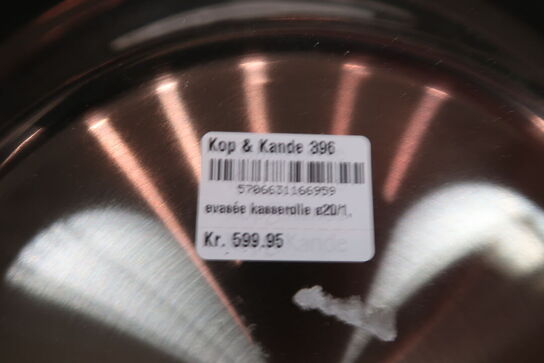 Kop & Kande 396
5706631166959
evasée kasserolle ø20/1,
Kr. 599.95